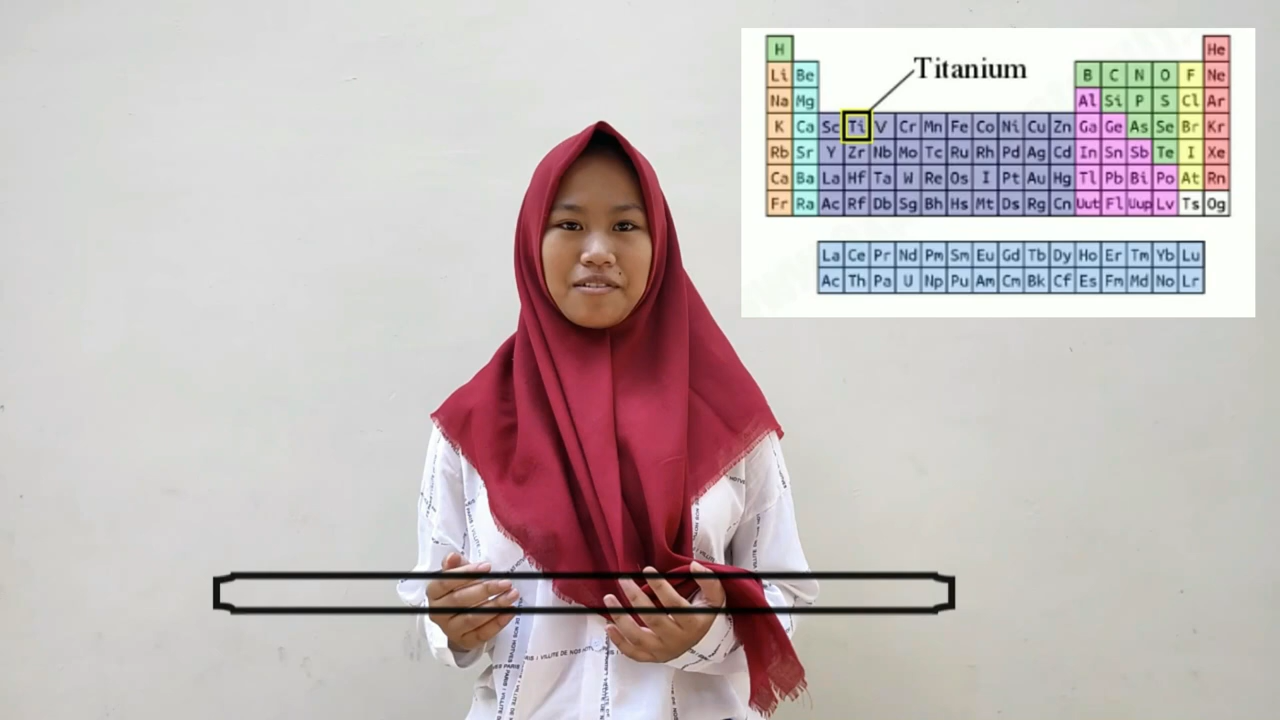 Titanium
H He
Li Be B C N O F Ne
Na Mg Al Si P S Cl Ar
K Ca Sc Ti V Cr Mn Fe Co Ni Cu Zn Ga Ge As Se Br Kr
Rb Sr Y Zr Nb Mo Tc Ru Rh Pd Ag Cd In Sn Sb Te I Xe
Ca Ba La Hf Ta W Re Os I Pt Au Hg Tl Pb Bi Po At Rn
Fr Ra Ac Rf Db Sg Bh Hs Mt Ds Rg Cn Uut Fl Uup Lv Ts Og
La Ce Pr Nd Pm Sm Eu Gd Tb Dy Ho Er Tm Yb Lu
Ac Th Pa U Np Pu Am Cm Bk Cf Es Fm Md No Lr
PARIS | VILLITE DE NOS HOTVES